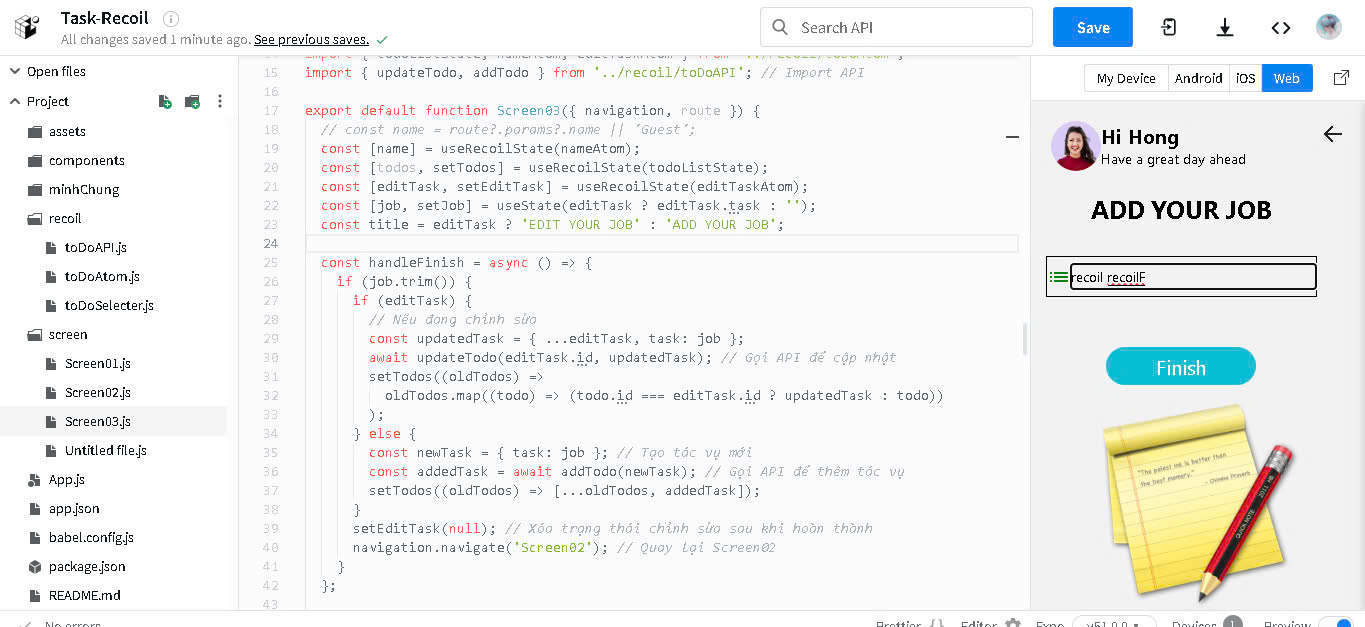 Task-Recoil
All changes saved 1 minute ago. See previous saves.
Search API
Save
Open files
Project
assets
components
minhChung
recoil
toDoAPI.js
toDoAtom.js
toDoSelecter.js
screen
Screen01.js
Screen02.js
Screen03.js
Untitled file.js
App.js
app.json
babel.config.js
package.json
README.md
15 import { updateTodo, addTodo } from '../recoil/toDoAPI'; // Import API
16
17 export default function Screen03({ navigation, route }) {
18 // const name = route?.params?.name || 'Guest';
19 const [name] = useRecoilState(nameAtom);
20 const [todos, setTodos] = useRecoilState(todoListState);
21 const [editTask, setEditTask] = useRecoilState(editTaskAtom);
22 const [job, setJob] = useState(editTask ? editTask.task : '');
23 const title = editTask ? 'EDIT YOUR JOB' : 'ADD YOUR JOB';
24
25 const handleFinish = async () => {
26 if (job.trim()) {
27 if (editTask) {
28 // Nếu đang chỉnh sửa
29 const updatedTask = { ...editTask, task: job };
30 await updateTodo(editTask.id, updatedTask); // Gọi API để cập nhật
31 setTodos((oldTodos) =>
32 oldTodos.map((todo) => (todo.id === editTask.id ? updatedTask : todo))
33 );
34 } else {
35 const newTask = { task: job }; // Tạo tác vụ mới
36 const addedTask = await addTodo(newTask); // Gọi API để thêm tác vụ
37 setTodos((oldTodos) => [...oldTodos, addedTask]);
38 }
39 setEditTask(null); // Xóa trạng thái chỉnh sửa sau khi hoàn thành
40 navigation.navigate('Screen02'); // Quay lại Screen02
41 }
42 };
43
My Device Android iOS Web
Hi Hong
Have a great day ahead
ADD YOUR JOB
recoil recoilF
Finish
"The palest ink is better than
the best memory."
- Chinese Proverb
QUICK NOTE 2011 HB
No errors
Prettier { } Editor Expo v51.0.0 Devices 1 Preview